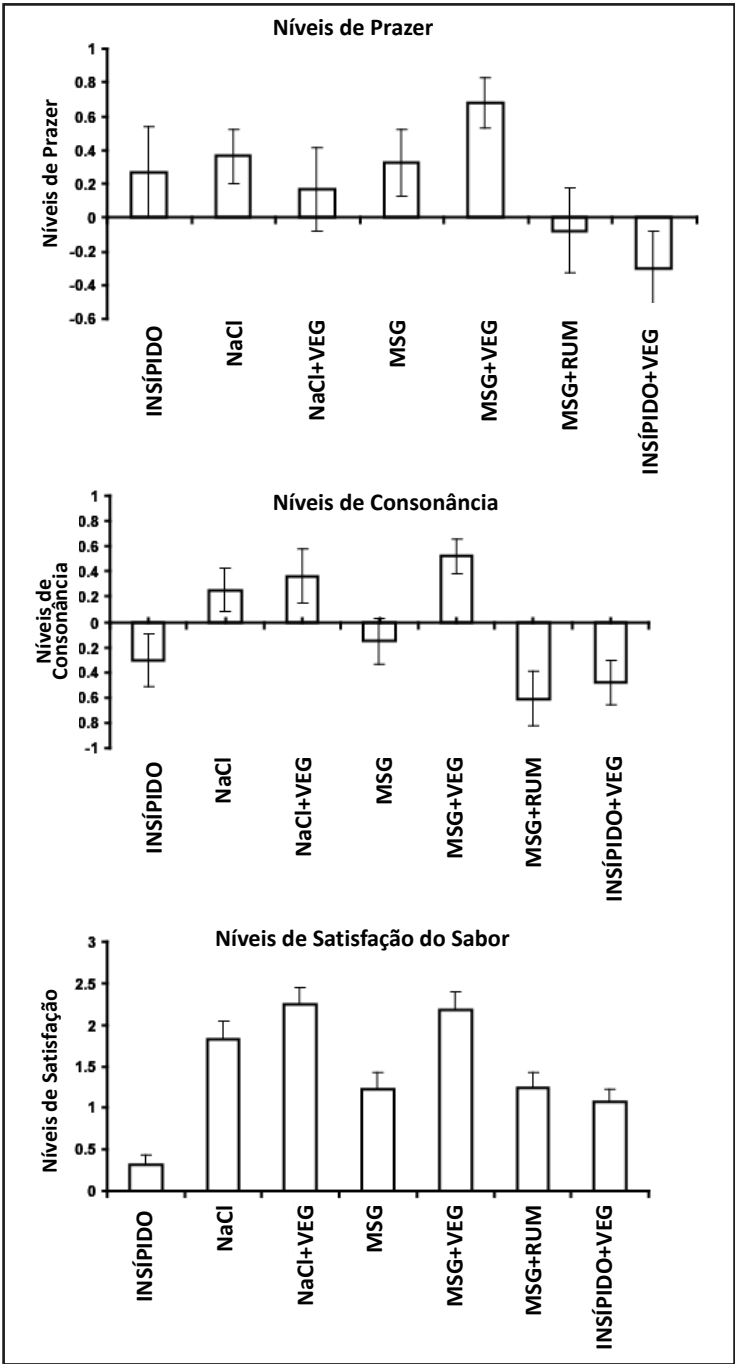 Níveis de Prazer
Níveis de Prazer
1
0.8
0.6
0.4
0.2
0
-0.2
-0.4
-0.6
INSÍPIDO
NaCl
NaCl+VEG
MSG
MSG+VEG
MSG+RUM
INSÍPIDO+VEG
Níveis de Consonância
Níveis de
Consonância
1
0.8
0.6
0.4
0.2
0
0.2
0.4
0.6
0.8
-1
INSÍPIDO
NaCl
NaCl+VEG
MSG
MSG+VEG
MSG+RUM
INSÍPIDO+VEG
Níveis de Satisfação do Sabor
Níveis de Satisfação
3
2.5
2
1.5
1
0.5
0
INSÍPIDO
NaCl
NaCl+VEG
MSG
MSG+VEG
MSG+RUM
INSÍPIDO+VEG